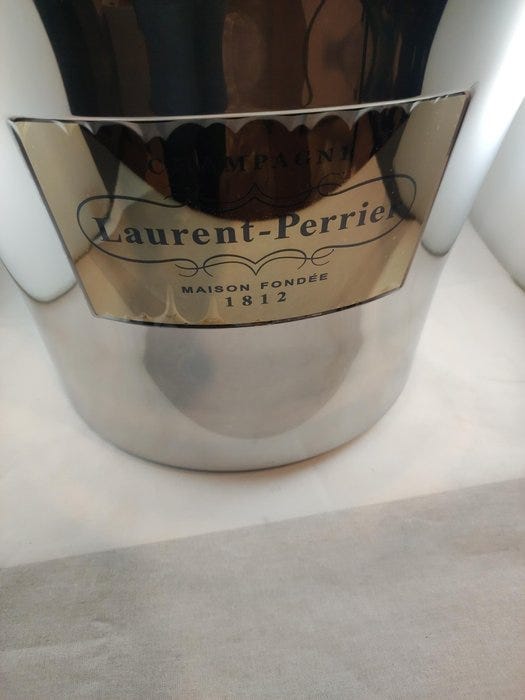 CHAMPAGNE
Laurent-Perrier
MAISON FONDÉE
1812